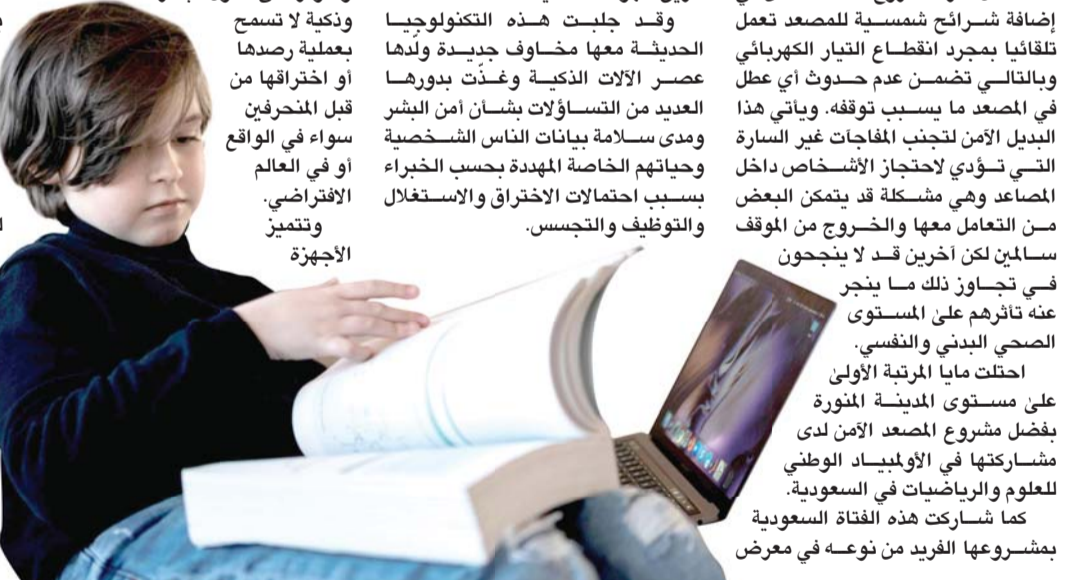 إضافة شرائح شمسية للمصعد تعمل
تلقائيا بمجرد انقطاع التيار الكهربائي
وبالتالي تضمن عدم حدوث أي عطل
في المصعد ما يسبب توقفه. ويأتي هذا
البديل الآمن لتجنب المفاجآت غير السارة
التي تؤدي لاحتجاز الأشخاص داخل
المصاعد وهي مشكلة قد يتمكن البعض
من التعامل معها والخروج من الموقف
سالمين لكن آخرين قد لا ينجحون
في تجاوز ذلك ما ينجر
عنه تأثرهم على المستوى
الصحي البدني والنفسي.
احتلت مايا المرتبة الأولى
على مستوى المدينة المنورة
بفضل مشروع المصعد الآمن لدى
مشاركتها في الأولمبياد الوطني
للعلوم والرياضيات في السعودية.
كما شاركت هذه الفتاة السعودية
بمشروعها الفريد من نوعه في معرض
وقد جلبت هذه التكنولوجيا
الحديثة معها مخاوف جديدة ولّدها
عصر الآلات الذكية وغذّت بدورها
العديد من التساؤلات بشأن أمن البشر
ومدى سلامة بيانات الناس الشخصية
وحياتهم الخاصة المهددة بحسب الخبراء
بسبب احتمالات الاختراق والاستغلال
والتوظيف والتجسس.
وذكية لا تسمح
بعملية رصدها
أو اختراقها من
قبل المنحرفين
سواء في الواقع
أو في العالم
الافتراضي.
وتتميز
الأجهزة